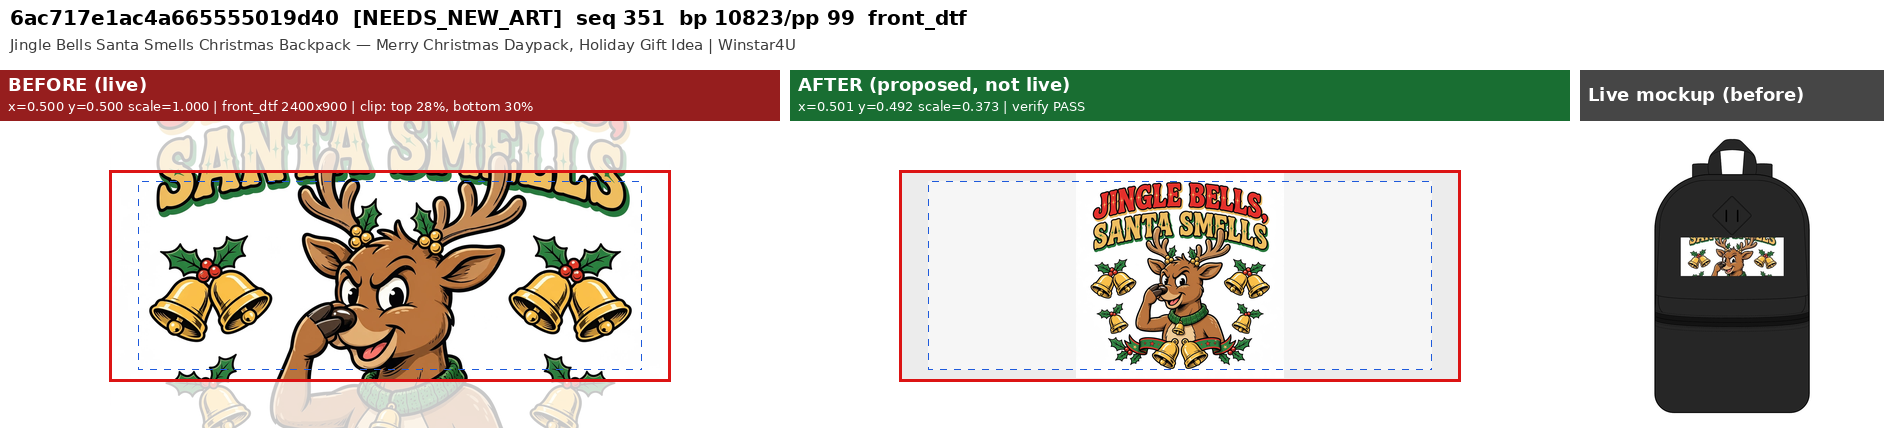 6ac717e1ac4a665555019d40 [NEEDS_NEW_ART] seq 351 bp 10823/pp 99 front_dtf
Jingle Bells Santa Smells Christmas Backpack — Merry Christmas Daypack, Holiday Gift Idea | Winstar4U
BEFORE (live)
x=0.500 y=0.500 scale=1.000 | front_dtf 2400x900 | clip: top 28%, bottom 30%
AFTER (proposed, not live)
x=0.501 y=0.492 scale=0.373 | verify PASS
Live mockup (before)
SANTA SMELLS
JINGLE BELLS,
SANTA SMELLS
SANTA SMELLS